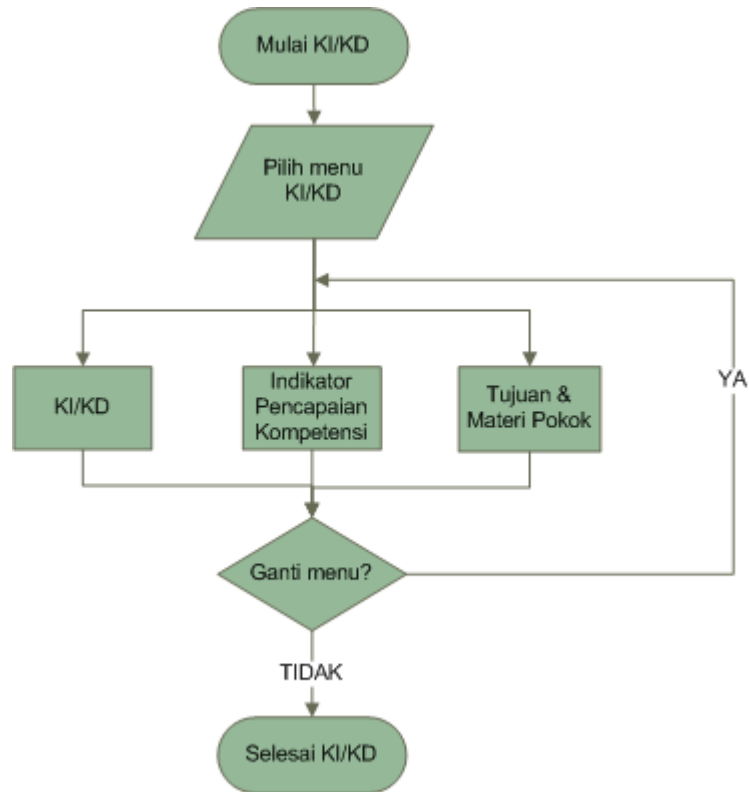 Mulai KI/KD
Pilih menu
KI/KD
KI/KD
Indikator
Pencapaian
Kompetensi
Tujuan &
Materi Pokok
YA
Ganti menu?
TIDAK
Selesai KI/KD